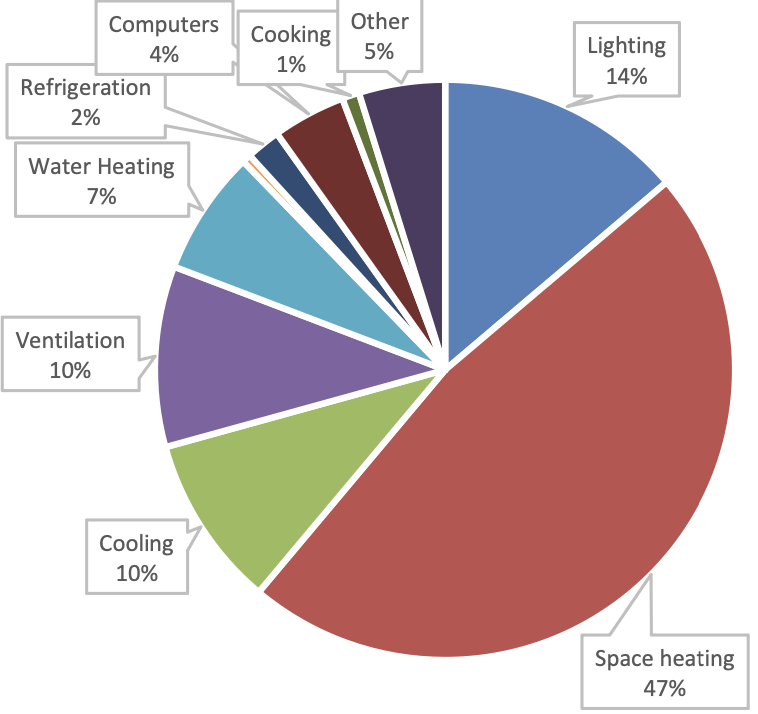 Computers
4%
Cooking
1%
Other
5%
Lighting
14%
Refrigeration
2%
Water Heating
7%
Ventilation
10%
Cooling
10%
Space heating
47%